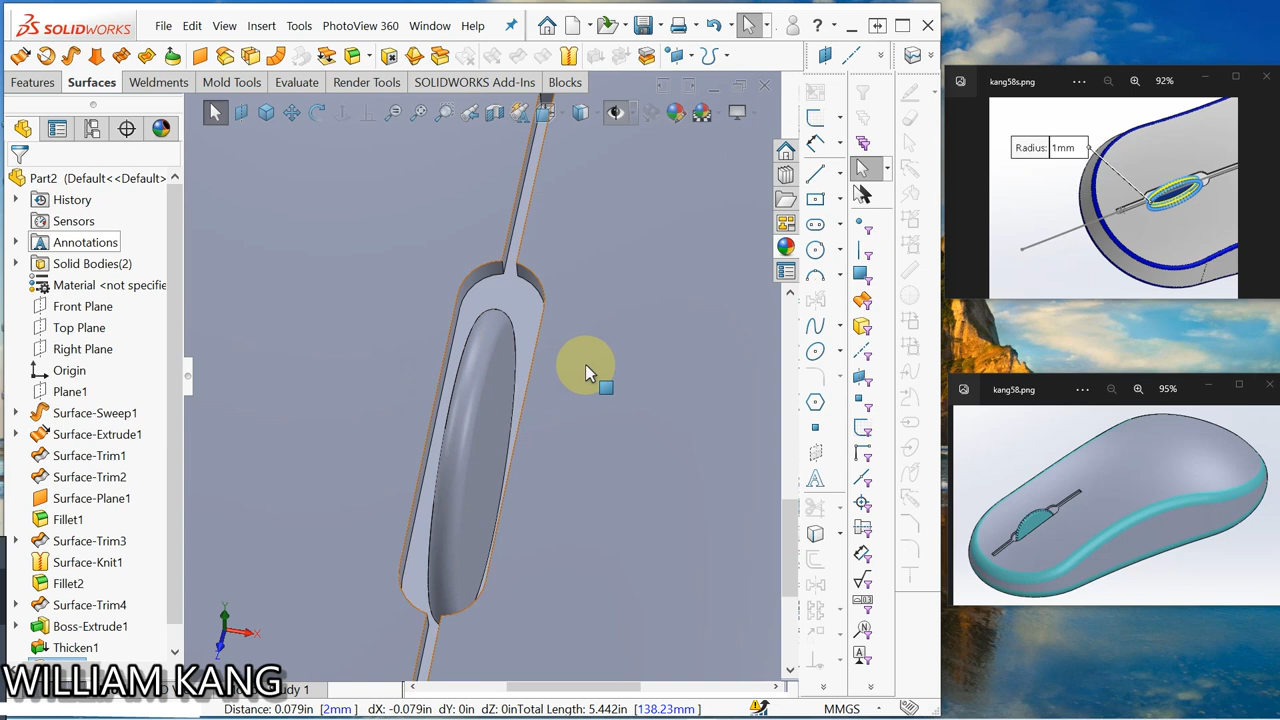 SOLIDWORKS
File Edit View Insert Tools PhotoView 360 Window Help
Features Surfaces Weldments Mold Tools Evaluate Render Tools SOLIDWORKS Add-Ins Blocks
Part2 (Default<<Default>
History
Sensors
Annotations
Solid Bodies(2)
Material <not specifie
Front Plane
Top Plane
Right Plane
Origin
Plane1
Surface-Sweep1
Surface-Extrude1
Surface-Trim1
Surface-Trim2
Surface-Plane1
Fillet1
Surface-Trim3
Surface-Knit1
Fillet2
Surface-Trim4
Boss-Extrude1
Thicken1
WILLIAM KANG
udy 1
Distance: 0.079in [2mm] dX: -0.079in dY: 0in dZ: 0inTotal Length: 5.442in [138.23mm] MMGS
kang58s.png 92%
Radius: 1mm
kang58.png 95%